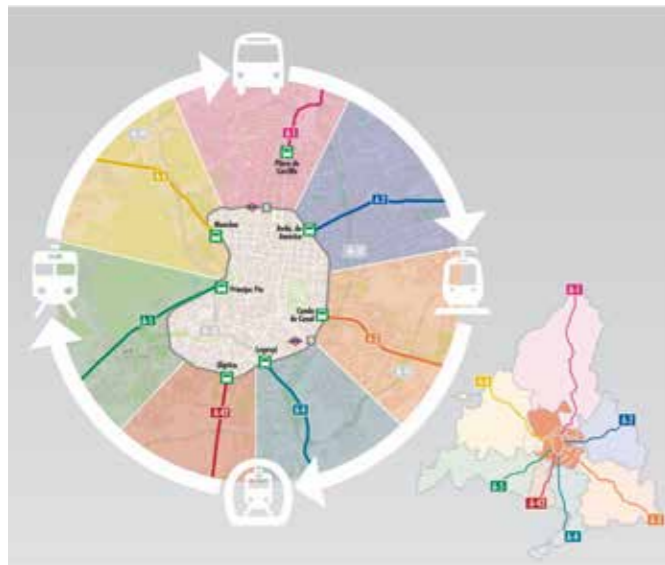 A-1
Plaza de
Castilla
A-6
Moncloa
A-2
Avda. de
América
Príncipe Pío
A-5
Conde
de Casal
A-3
Legazpi
Elíptica
A-42
A-4
A-1
A-6
A-2
A-5
A-42
A-3
A-4